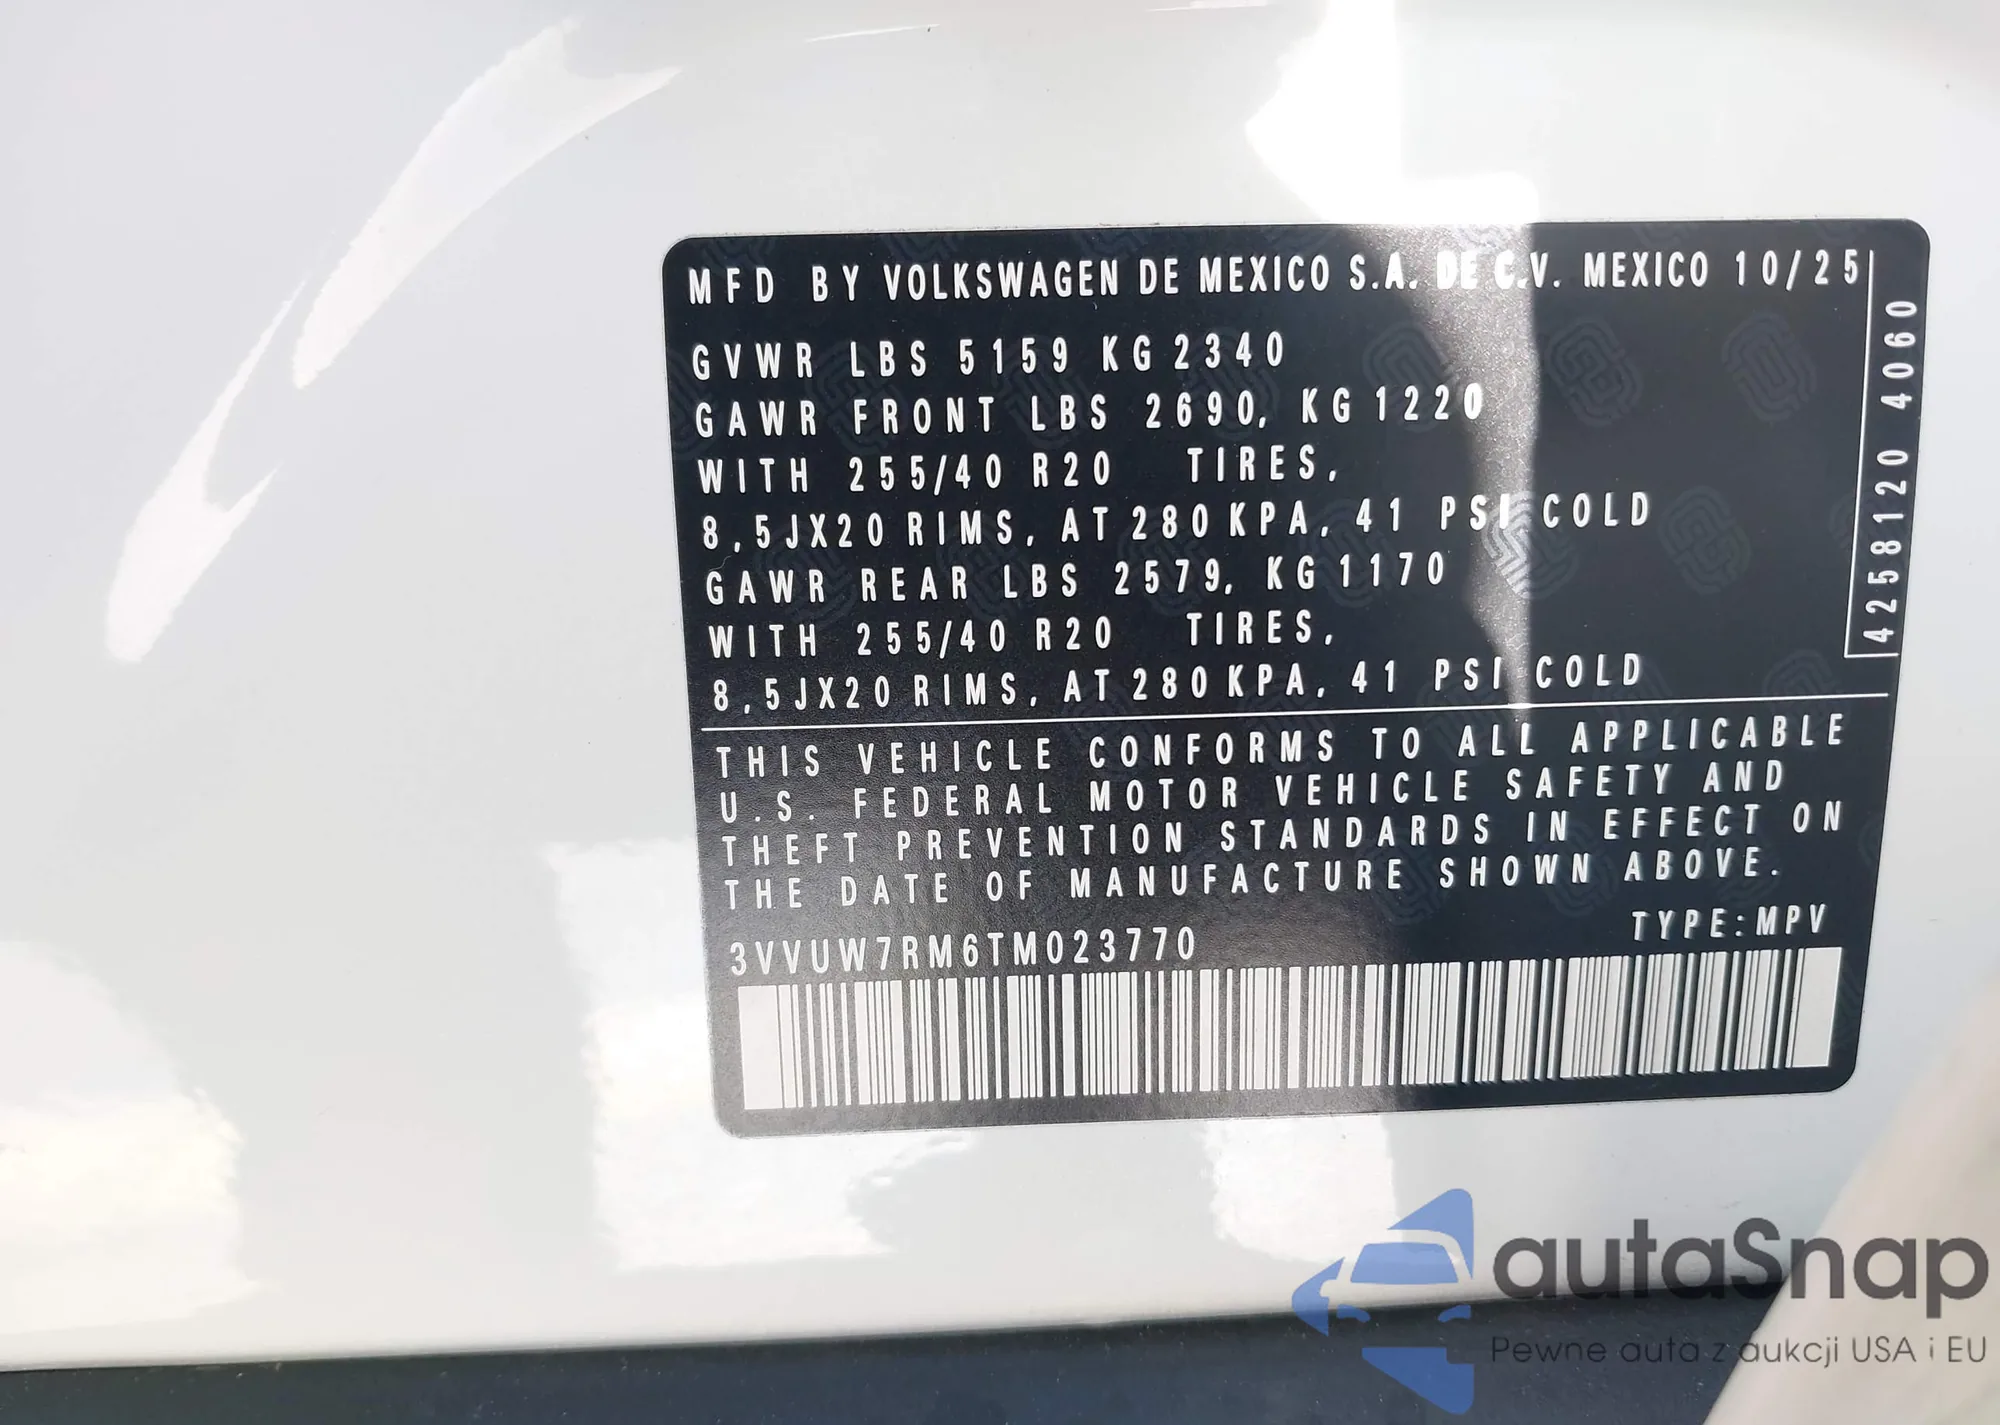 MFD BY VOLKSWAGEN DE MEXICO S.A. DE C.V. MEXICO 10/25
GVWR LBS 5159 KG 2340
GAWR FRONT LBS 2690, KG 1220
WITH 255/40 R20 TIRES,
8,5JX20 RIMS, AT 280 KPA, 41 PSI COLD
GAWR REAR LBS 2579, KG 1170
WITH 255/40 R20 TIRES,
8,5JX20 RIMS, AT 280 KPA, 41 PSI COLD
4258120 4060
THIS VEHICLE CONFORMS TO ALL APPLICABLE
U.S. FEDERAL MOTOR VEHICLE SAFETY AND
THEFT PREVENTION STANDARDS IN EFFECT ON
THE DATE OF MANUFACTURE SHOWN ABOVE.
TYPE:MPV
3VVUW7RM6TM023770
autaSnap
Pewne auta z aukcji USA i EU